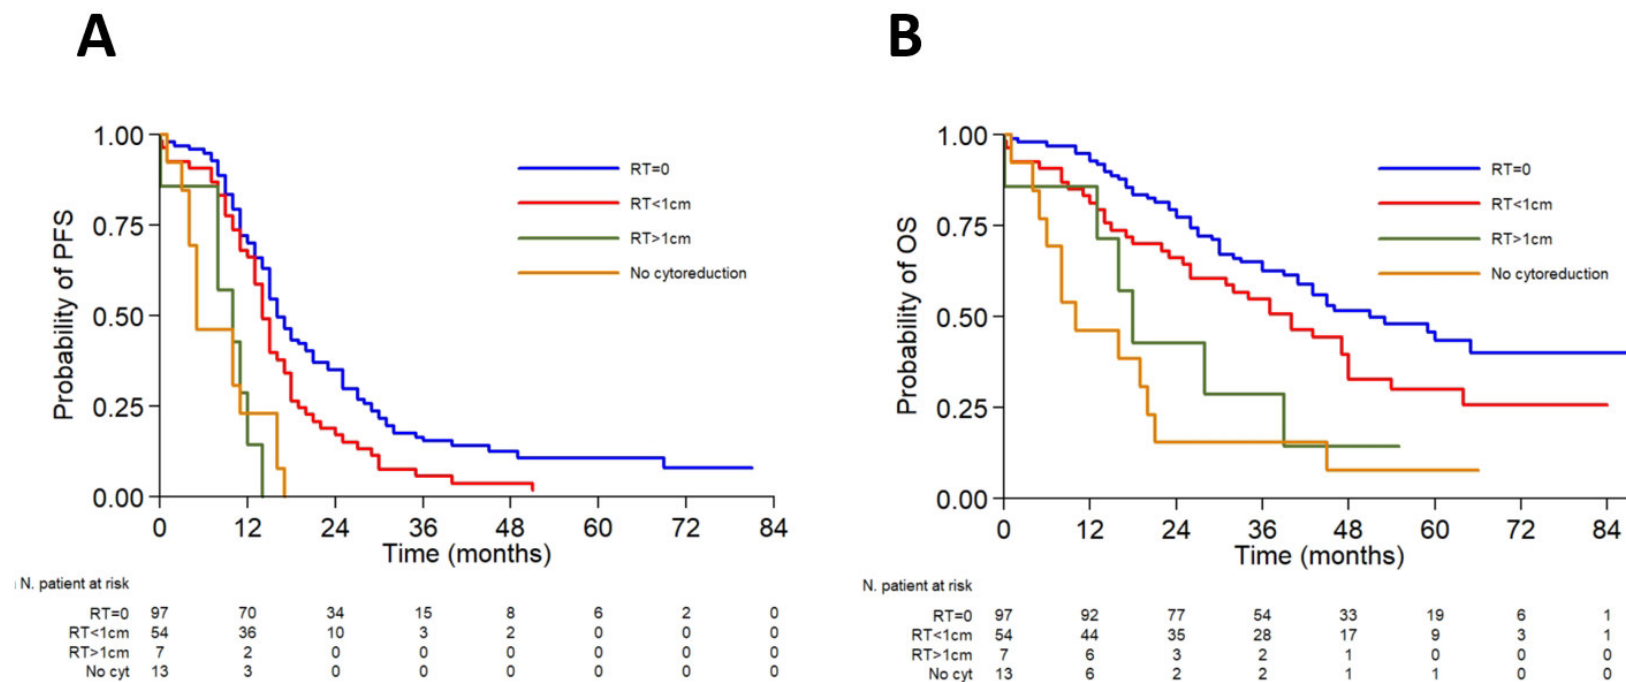 A
B
Probability of PFS
1.00
0.75
0.50
0.25
0.00
0 12 24 36 48 60 72 84
Time (months)
RT=0
RT<1cm
RT>1cm
No cytoreduction
N. patient at risk
RT=0 97 70 34 15 8 6 2 0
RT<1cm 54 36 10 3 2 0 0 0
RT>1cm 7 2 0 0 0 0 0 0
No cyt 13 3 0 0 0 0 0 0
Probability of OS
1.00
0.75
0.50
0.25
0.00
0 12 24 36 48 60 72 84
Time (months)
RT=0
RT<1cm
RT>1cm
No cytoreduction
N. patient at risk
RT=0 97 92 77 54 33 19 6 1
RT<1cm 54 44 35 28 17 9 3 1
RT>1cm 7 6 3 2 1 0 0 0
No cyt 13 6 2 2 1 1 0 0